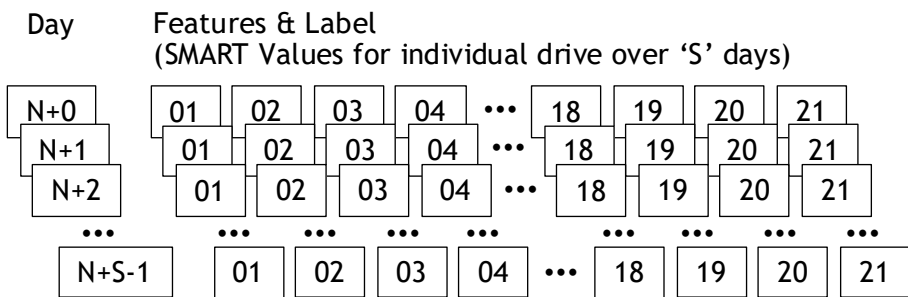 Day Features & Label
(SMART Values for individual drive over ‘S’ days)
N+0 01 02 03 04 ••• 18 19 20 21
N+1 01 02 03 04 ••• 18 19 20 21
N+2 01 02 03 04 ••• 18 19 20 21
••• ••• ••• ••• ••• ••• ••• ••• •••
N+S-1 01 02 03 04 ••• 18 19 20 21